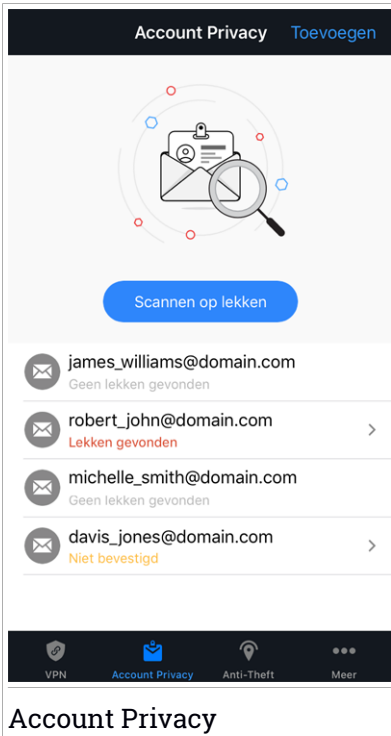 Account Privacy Toevoegen
Scannen op lekken
james_williams@domain.com
Geen lekken gevonden
robert_john@domain.com
Lekken gevonden
michelle_smith@domain.com
Geen lekken gevonden
davis_jones@domain.com
Niet bevestigd
VPN Account Privacy Anti-Theft Meer
Account Privacy